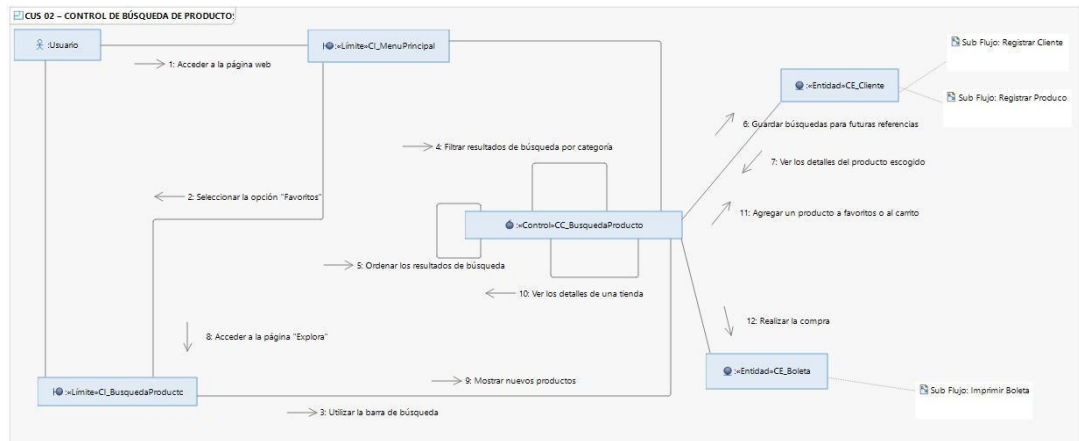 CUS 02 – CONTROL DE BÚSQUEDA DE PRODUCTOS
:Usuario
:«Límite»CI_MenuPrincipal
Sub Flujo: Registrar Cliente
1: Acceder a la página web
:«Entidad»CE_Cliente
Sub Flujo: Registrar Produco
6: Guardar búsquedas para futuras referencias
4: Filtrar resultados de búsqueda por categoría
7: Ver los detalles del producto escogido
2: Seleccionar la opción "Favoritos"
11: Agregar un producto a favoritos o al carrito
:«Control»CC_BusquedaProducto
5: Ordenar los resultados de búsqueda
10: Ver los detalles de una tienda
12: Realizar la compra
8: Acceder a la página "Explora"
:«Entidad»CE_Boleta
9: Mostrar nuevos productos
:«Límite»CI_BusquedaProducto
Sub Flujo: Imprimir Boleta
3: Utilizar la barra de búsqueda